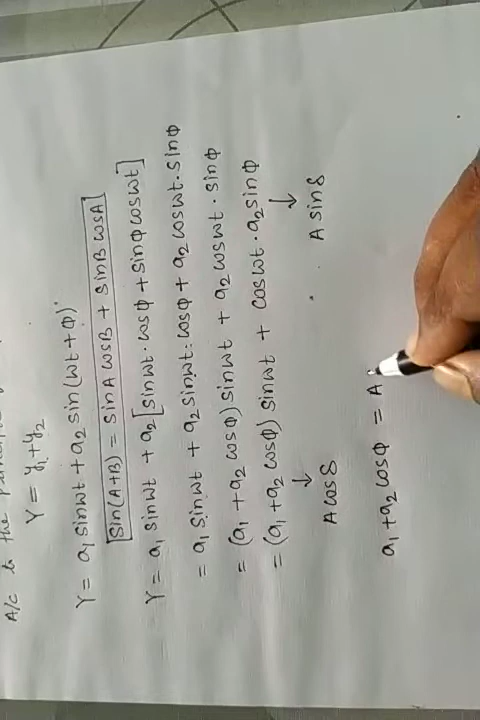 A/c to the
Y = y₁ + y₂
Y = a₁ sinωt + a₂ sin(ωt + Φ)
sin(A+B) = sinA cosB + sinB cosA
Y = a₁ sinωt + a₂ [sinωt · cosΦ + sinΦ cosωt]
= a₁ sinωt + a₂ sinωt · cosΦ + a₂ cosωt · sinΦ
= (a₁ + a₂ cosΦ) sinωt + a₂ cosωt · sinΦ
= (a₁ + a₂ cosΦ) sinωt + cosωt · a₂ sinΦ
↓ ↓
A cosδ A sinδ
a₁ + a₂ cosΦ = A